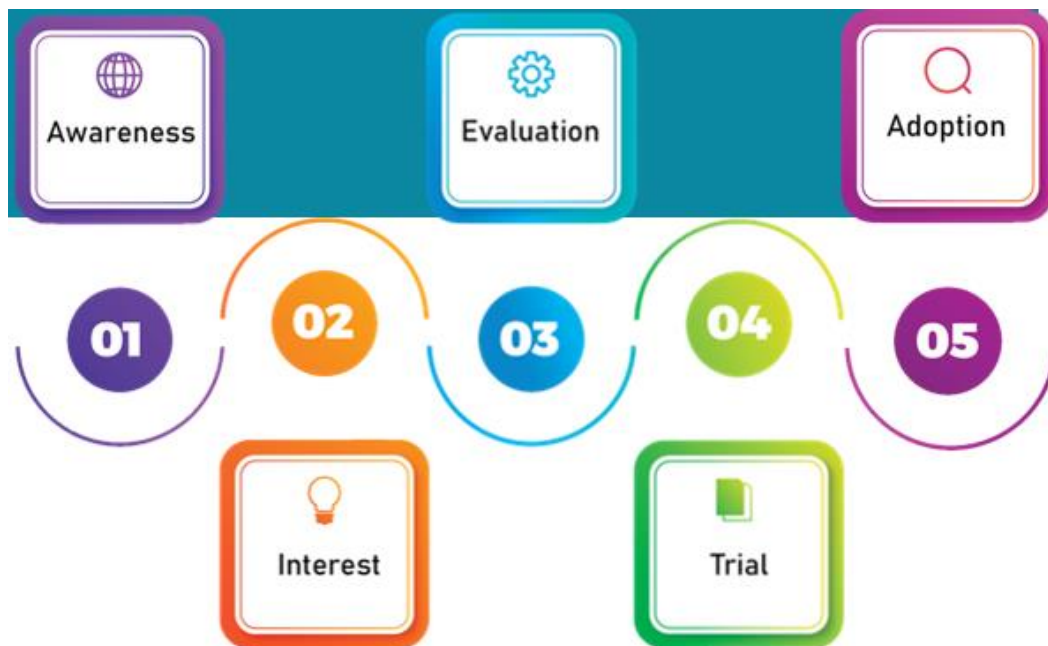 Awareness
Evaluation
Adoption
01
02
03
04
05
Interest
Trial